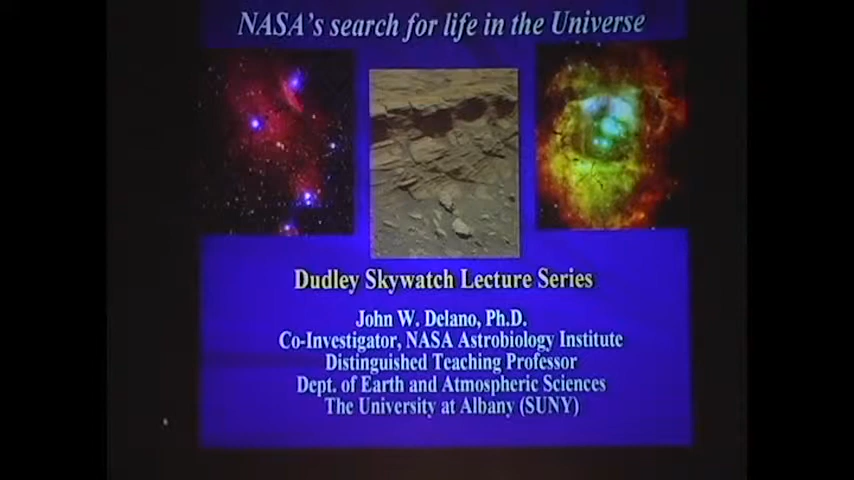 NASA's search for life in the Universe
Dudley Skywatch Lecture Series
John W. Delano, Ph.D.
Co-Investigator, NASA Astrobiology Institute
Distinguished Teaching Professor
Dept. of Earth and Atmospheric Sciences
The University at Albany (SUNY)